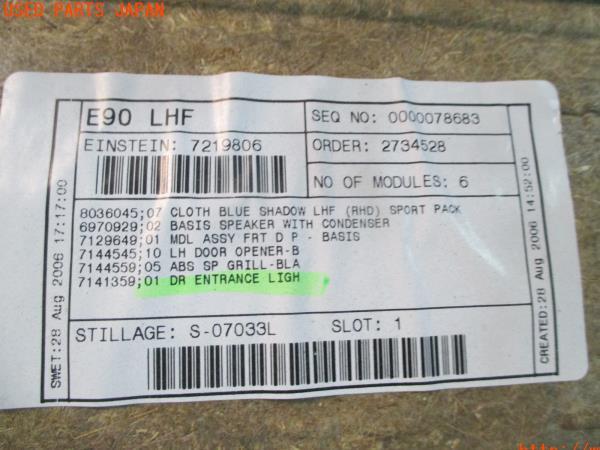 USED PARTS JAPAN
E90 LHF
SEQ NO: 0000078683
EINSTEIN: 7219806
ORDER: 2734528
NO OF MODULES: 6
8036045;07 CLOTH BLUE SHADOW LHF (RHD) SPORT PACK
6970929;02 BASIS SPEAKER WITH CONDENSER
7129649;01 MDL ASSY FRT D P - BASIS
7144545;10 LH DOOR OPENER-B
7144559;05 ABS SP GRILL-BLA
7141359;01 DR ENTRANCE LIGH
STILLAGE: S-07033L
SLOT: 1
SWET:28 Aug 2006 17:17:00
CREATED:28 Aug 2006 14:52:00